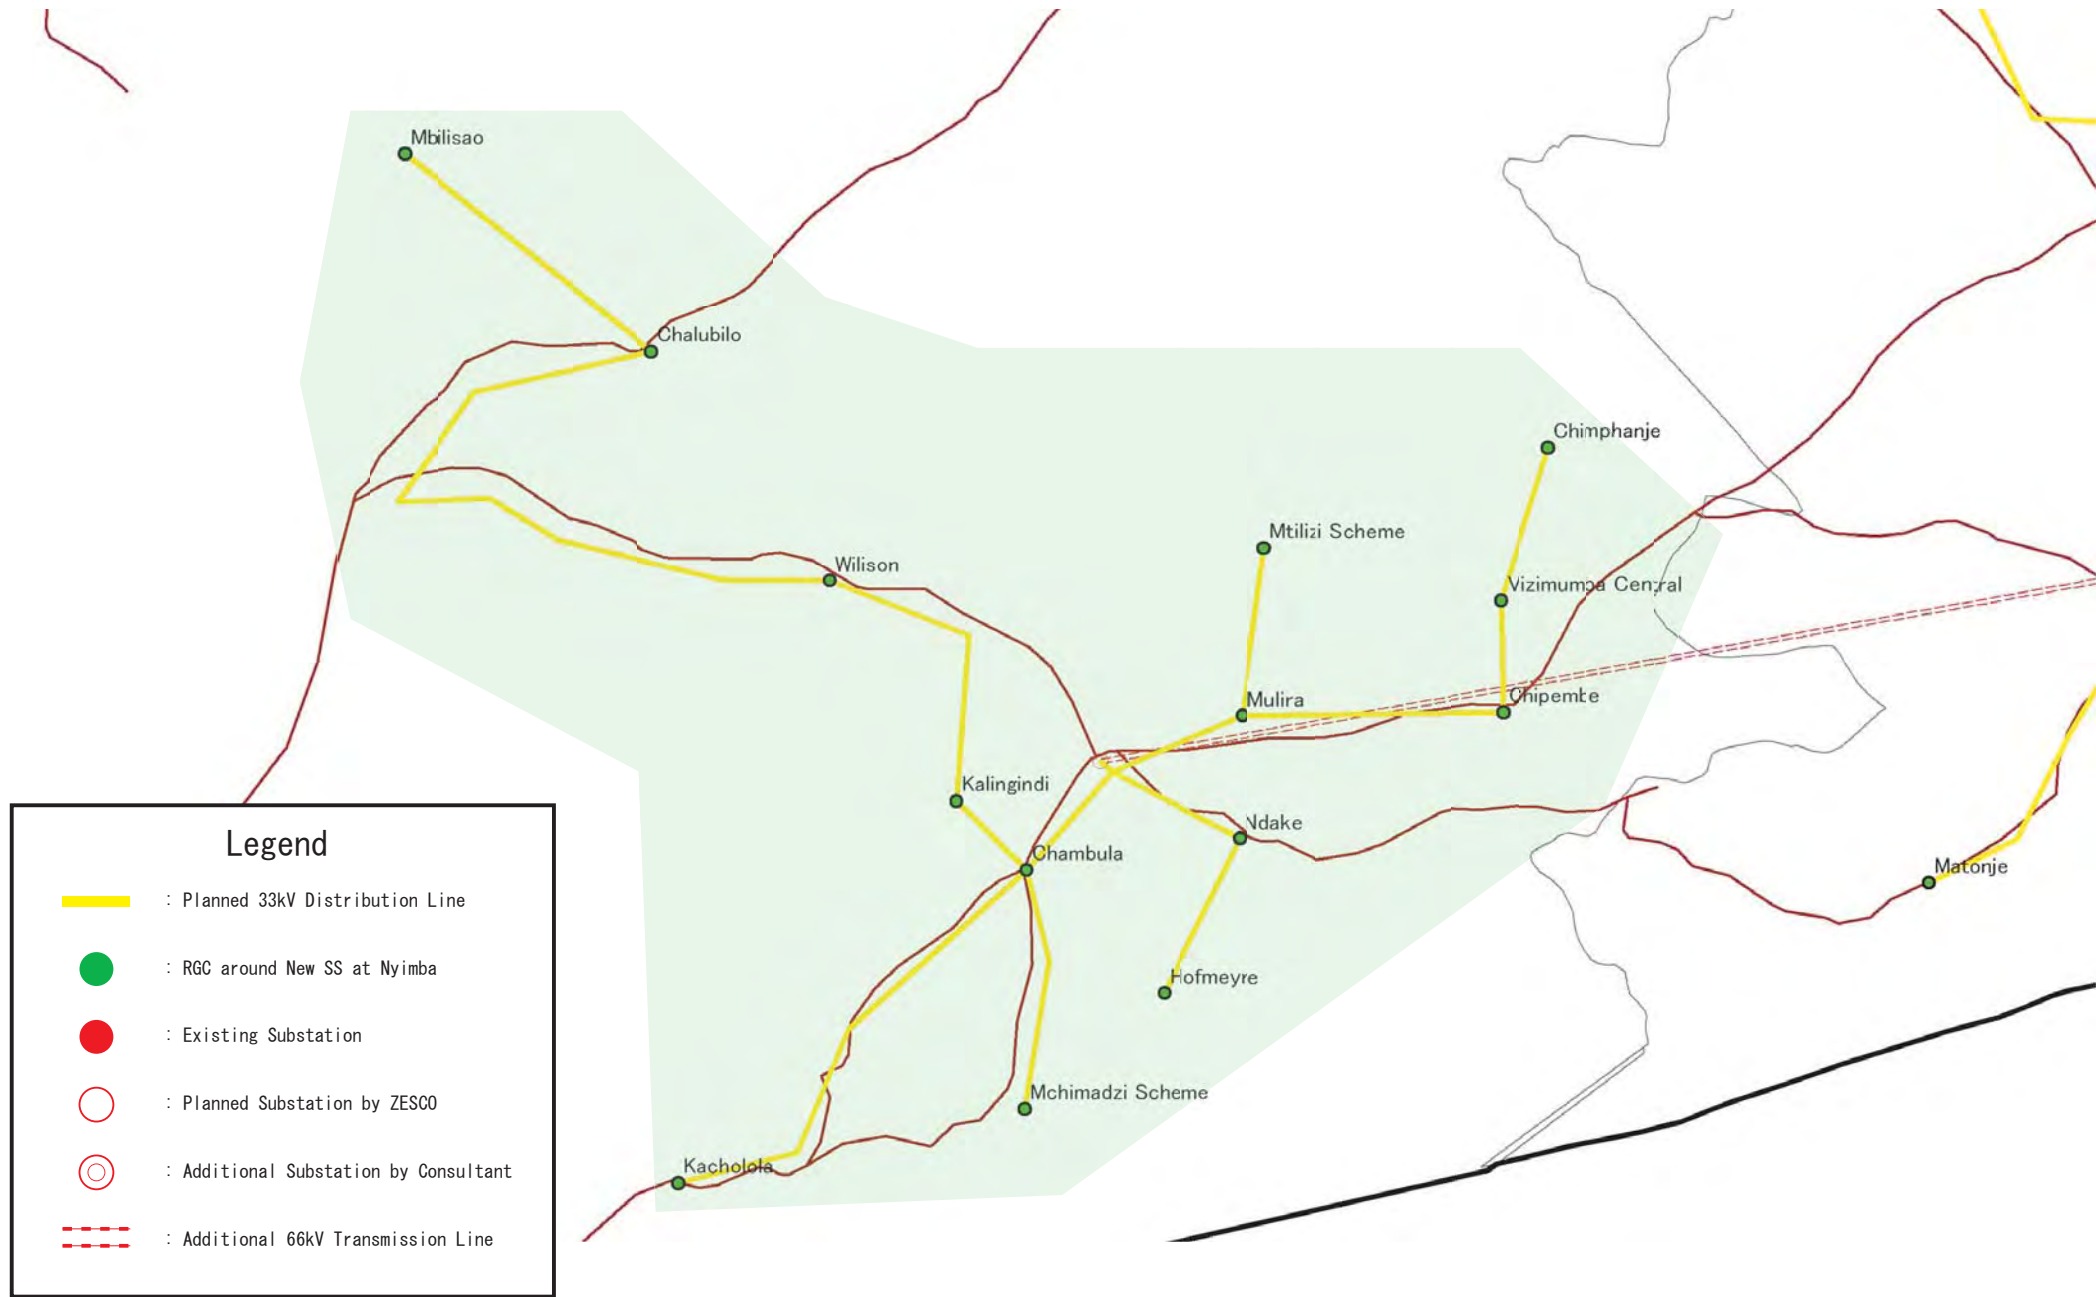 Mbilisao
Chalubilo
Chimphanje
Mtilizi Scheme
Wilison
Vizimumba Central
Mulira
Chipembe
Kalingindi
Ndake
Chambula
Matonje
Hofmeyre
Mchimadzi Scheme
Kacholola
Legend
: Planned 33kV Distribution Line
: RGC around New SS at Nyimba
: Existing Substation
: Planned Substation by ZESCO
: Additional Substation by Consultant
: Additional 66kV Transmission Line